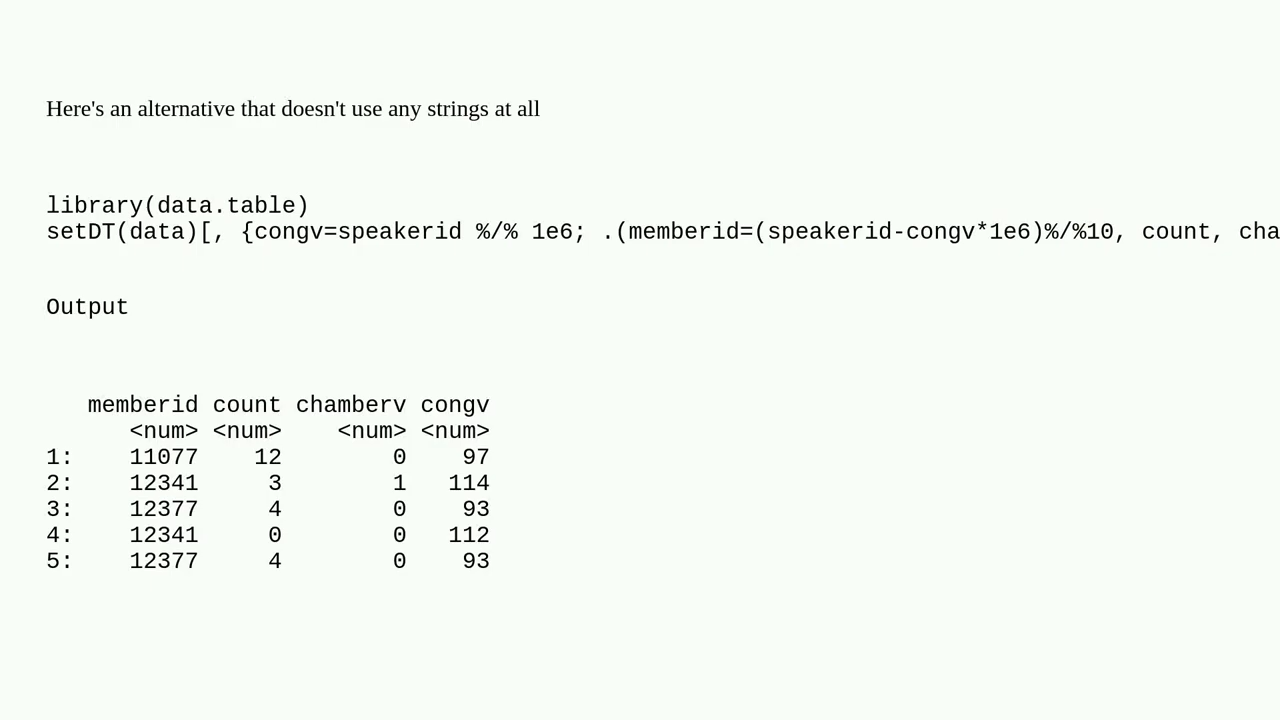 Here's an alternative that doesn't use any strings at all
library(data.table)
setDT(data)[, {congv=speakerid %/% 1e6; .(memberid=(speakerid-congv*1e6)%/%10, count, cha
Output
memberid count chamberv congv
<num> <num> <num> <num>
1: 11077 12 0 97
2: 12341 3 1 114
3: 12377 4 0 93
4: 12341 0 0 112
5: 12377 4 0 93